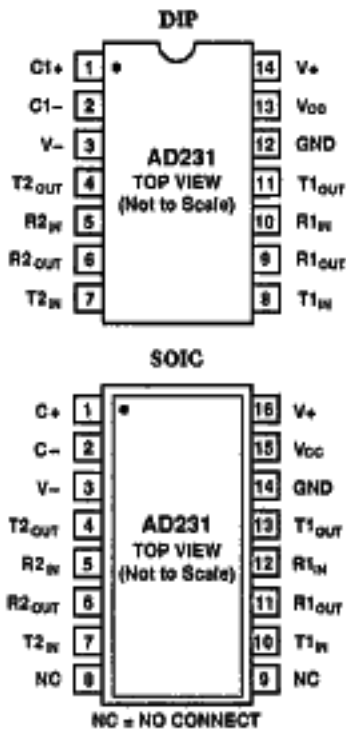 DIP
C1+ 1 14 V+
C1− 2 13 VDD
V− 3 12 GND
AD231
T2OUT 4 TOP VIEW 11 T1OUT
(Not to Scale)
R2IN 5 10 R1IN
R2OUT 6 9 R1OUT
T2IN 7 8 T1IN
SOIC
C+ 1 16 V+
C− 2 15 VCC
V− 3 14 GND
T2OUT 4 AD231 13 T1OUT
TOP VIEW
R2IN 5 (Not to Scale) 12 R1IN
R2OUT 6 11 R1OUT
T2IN 7 10 T1IN
NC 8 9 NC
NC = NO CONNECT